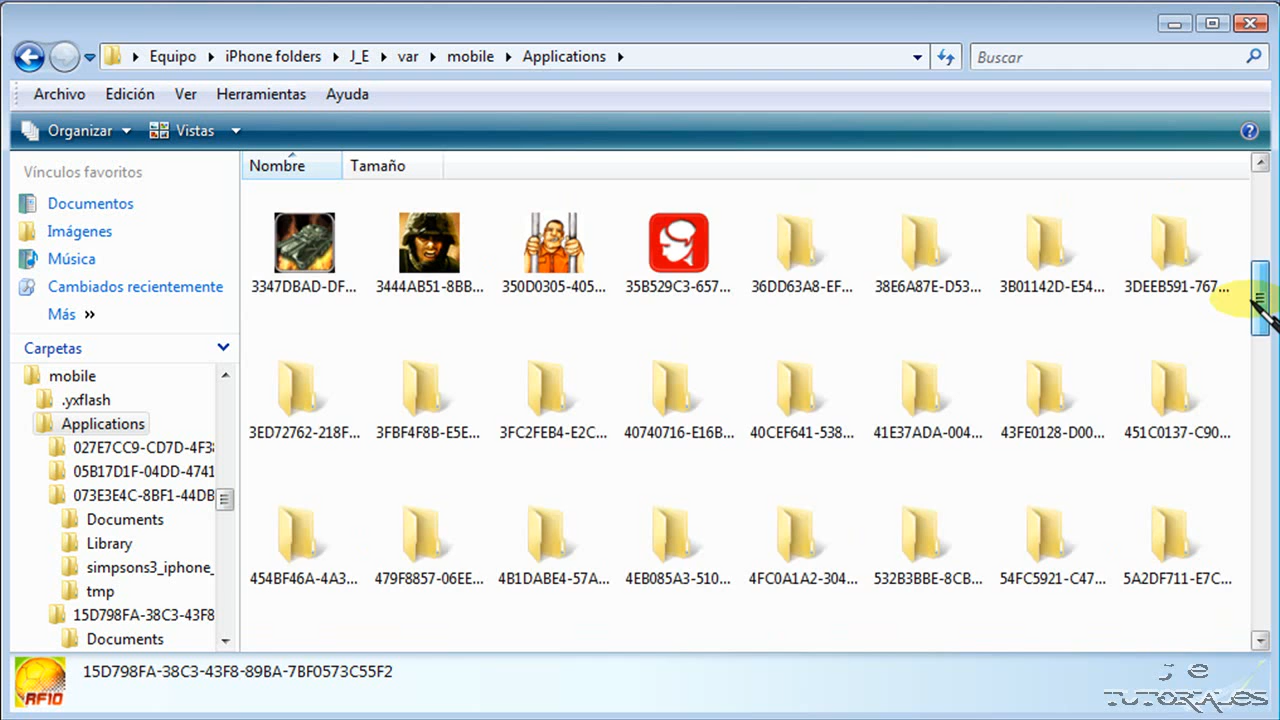 Equipo iPhone folders J_E var mobile Applications
Buscar
Archivo Edición Ver Herramientas Ayuda
Organizar Vistas
Vínculos favoritos
Documentos
Imágenes
Música
Cambiados recientemente
Más »
Carpetas
mobile
.yxflash
Applications
027E7CC9-CD7D-4F3
05B17D1F-04DD-4741
073E3E4C-8BF1-44DB
Documents
Library
simpsons3_iphone_
tmp
15D798FA-38C3-43F8
Documents
Nombre Tamaño
3347DBAD-DF... 3444AB51-8BB... 350D0305-405... 35B529C3-657... 36DD63A8-EF... 38E6A87E-D53... 3B01142D-E54... 3DEEB591-767...
3ED72762-218F... 3FBF4F8B-E5E... 3FC2FEB4-E2C... 40740716-E16B... 40CEF641-538... 41E37ADA-004... 43FE0128-D00... 451C0137-C90...
454BF46A-4A3... 479F8857-06EE... 4B1DABE4-57A... 4EB085A3-510... 4FC0A1A2-304... 532B3BBE-8CB... 54FC5921-C47... 5A2DF711-E7C...
RF10
15D798FA-38C3-43F8-89BA-7BF0573C55F2
J E
TUTORIALES